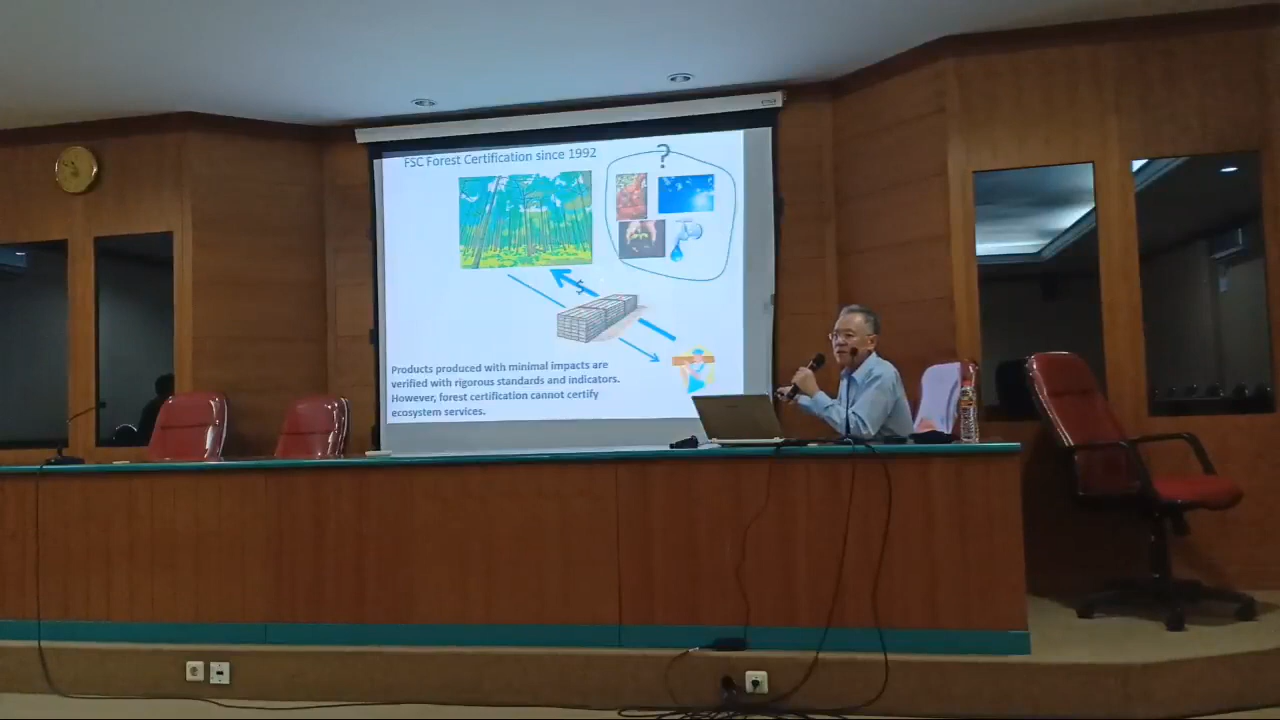 FSC Forest Certification since 1992
?
$
Products produced with minimal impacts are
verified with rigorous standards and indicators.
However, forest certification cannot certify
ecosystem services.